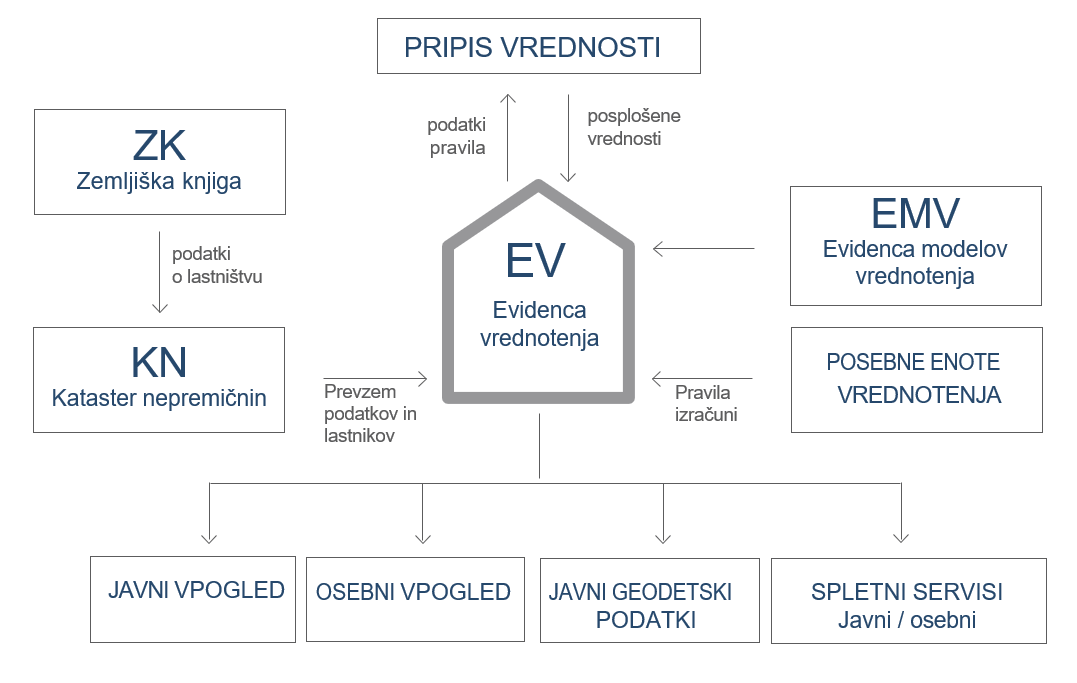 PRIPIS VREDNOSTI
podatki
pravila
posplošene
vrednosti
ZK
Zemljiška knjiga
podatki
o lastništvu
KN
Kataster nepremičnin
Prevzem
podatkov in
lastnikov
EV
Evidenca
vrednotenja
EMV
Evidenca modelov
vrednotenja
POSEBNE ENOTE
VREDNOTENJA
Pravila
izračuni
JAVNI VPOGLED
OSEBNI VPOGLED
JAVNI GEODETSKI
PODATKI
SPLETNI SERVISI
Javni / osebni